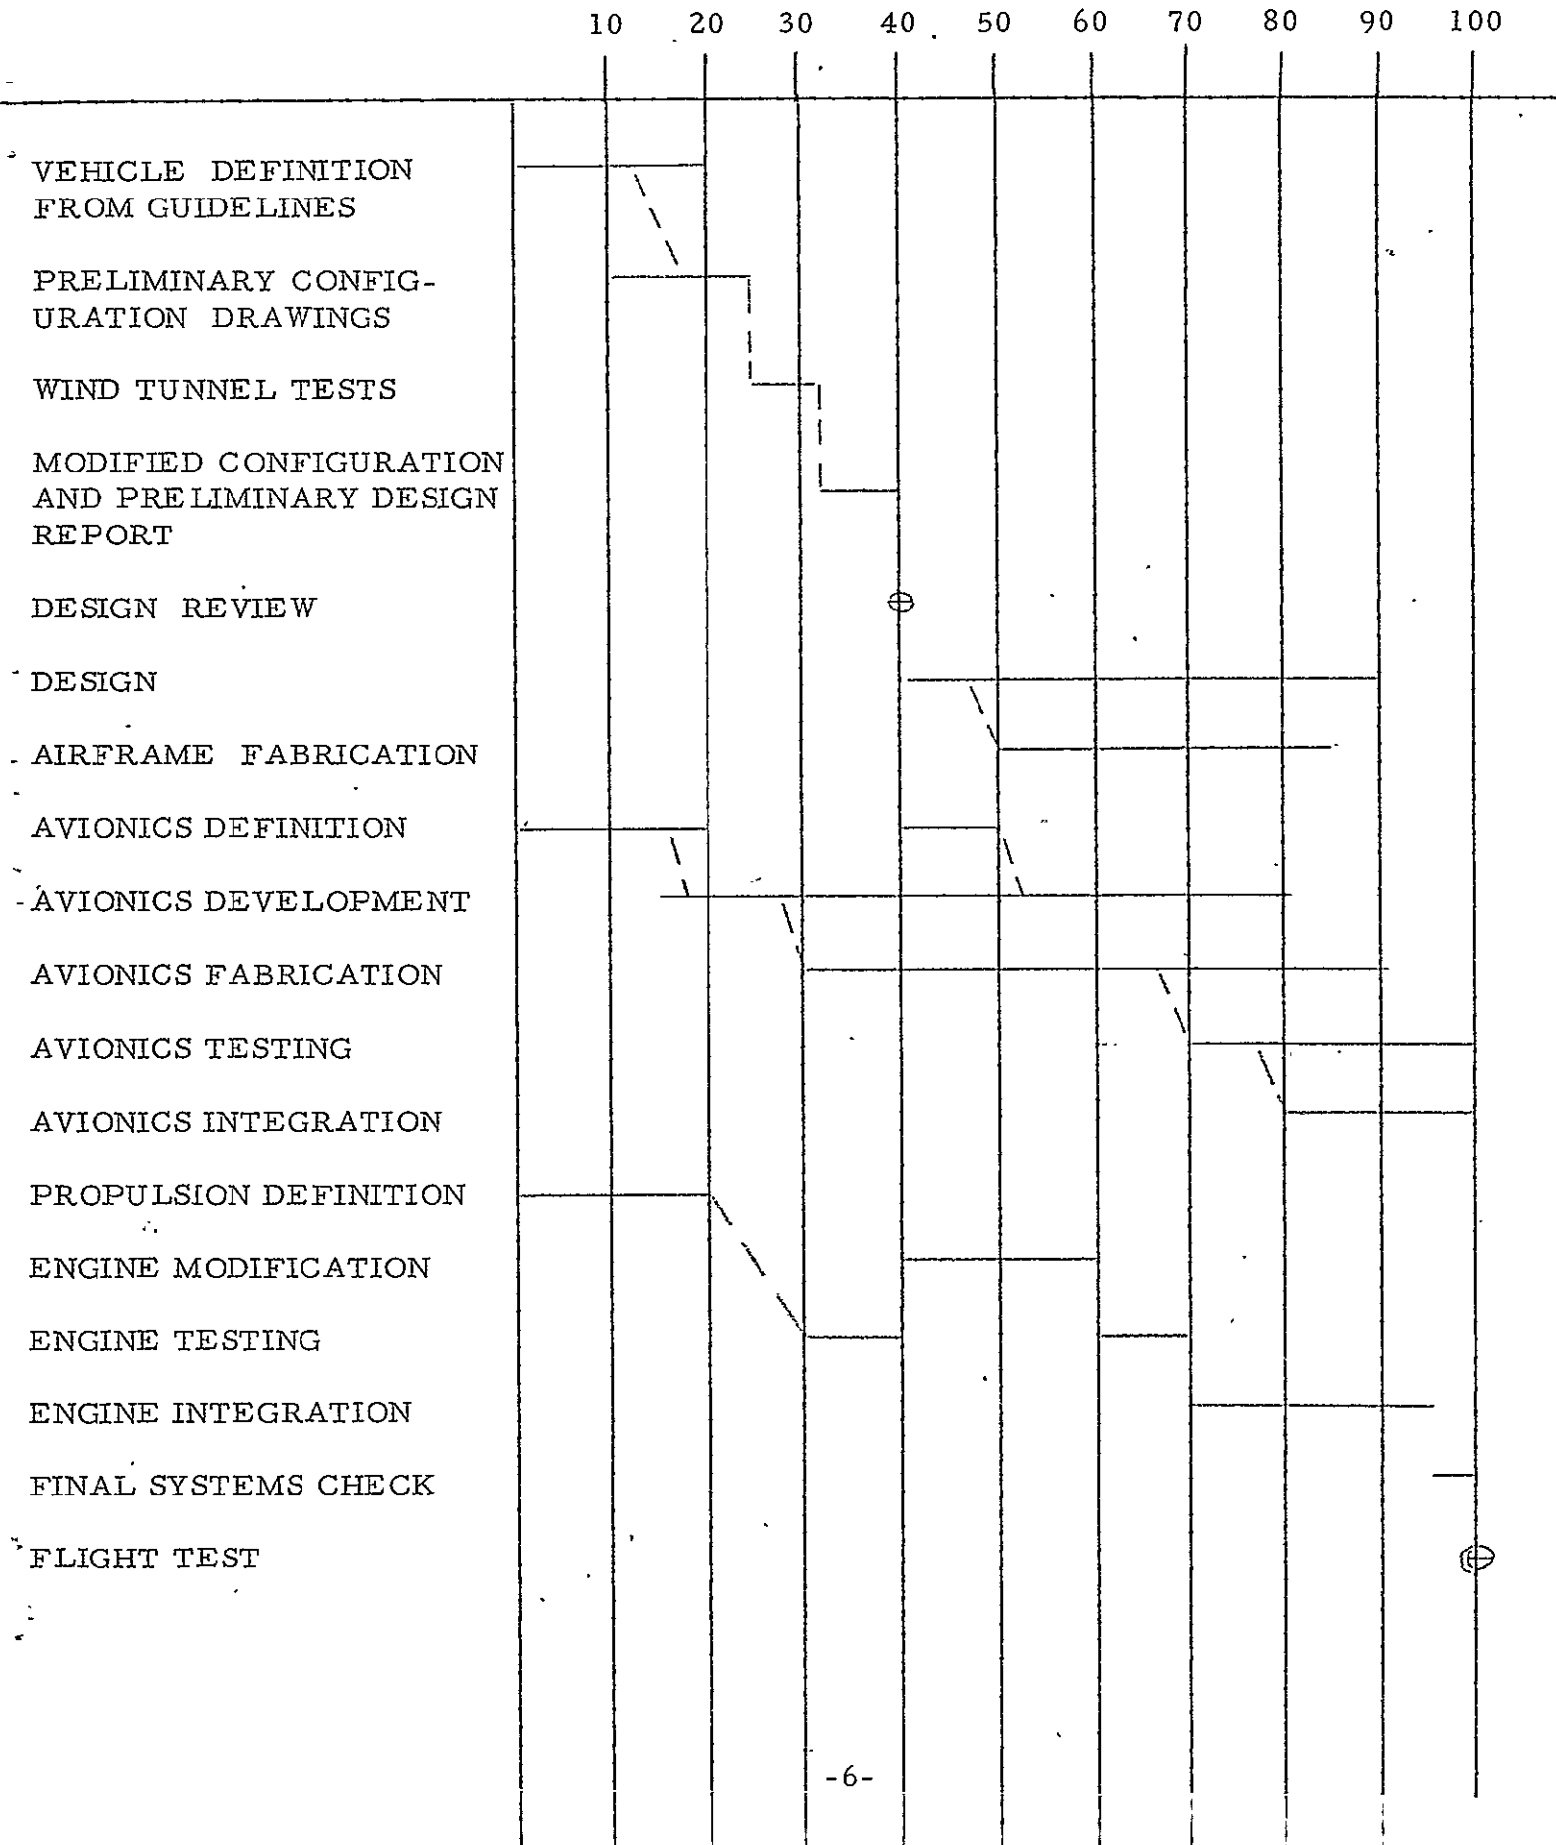 10 20 30 40 50 60 70 80 90 100
VEHICLE DEFINITION
FROM GUIDELINES
PRELIMINARY CONFIG-
URATION DRAWINGS
WIND TUNNEL TESTS
MODIFIED CONFIGURATION
AND PRELIMINARY DESIGN
REPORT
DESIGN REVIEW
DESIGN
AIRFRAME FABRICATION
AVIONICS DEFINITION
AVIONICS DEVELOPMENT
AVIONICS FABRICATION
AVIONICS TESTING
AVIONICS INTEGRATION
PROPULSION DEFINITION
ENGINE MODIFICATION
ENGINE TESTING
ENGINE INTEGRATION
FINAL SYSTEMS CHECK
FLIGHT TEST
-6-